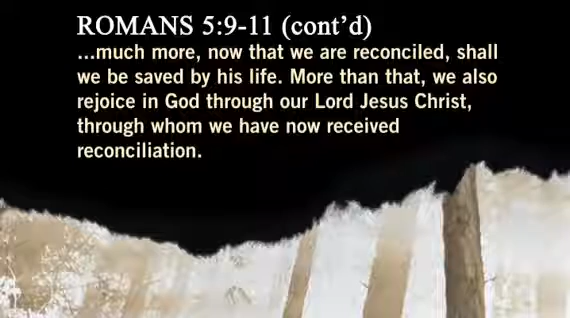 ROMANS 5:9-11 (cont’d)
...much more, now that we are reconciled, shall
we be saved by his life. More than that, we also
rejoice in God through our Lord Jesus Christ,
through whom we have now received
reconciliation.